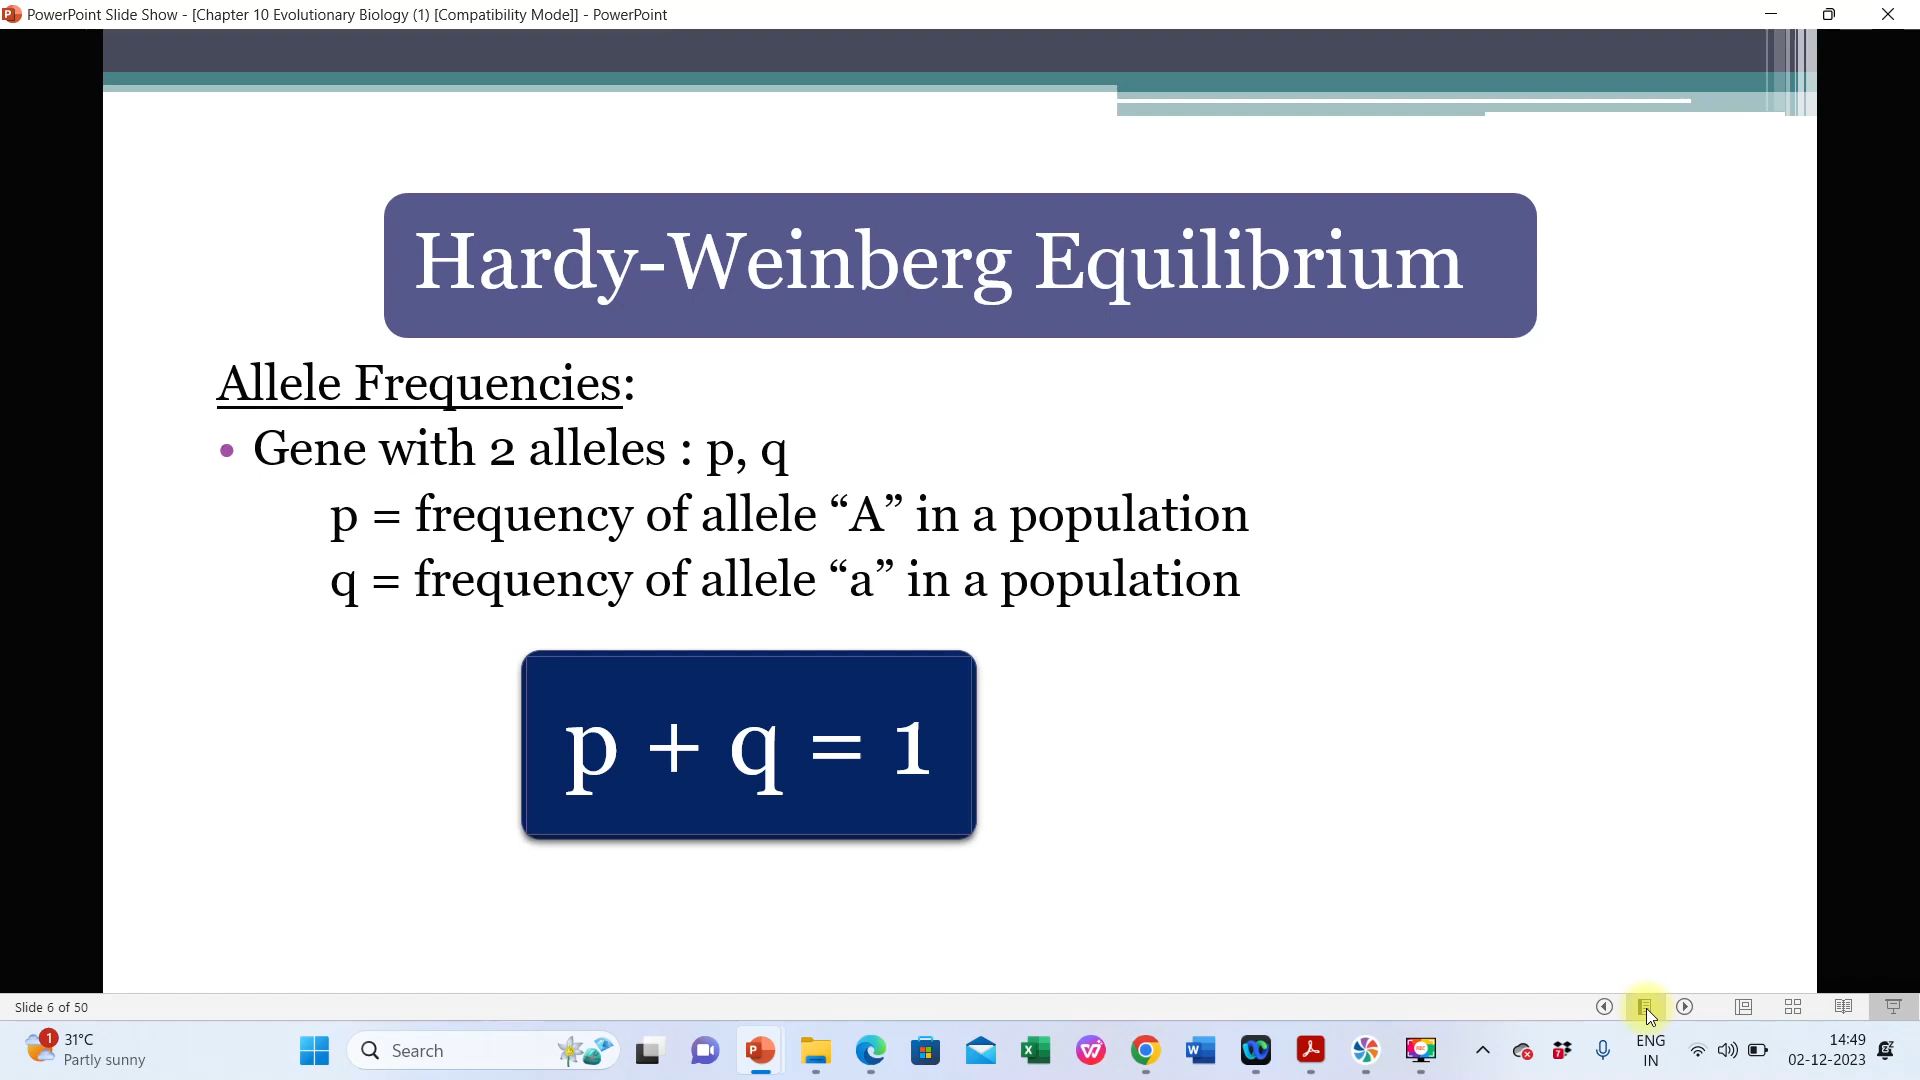 PowerPoint Slide Show - [Chapter 10 Evolutionary Biology (1) [Compatibility Mode]] - PowerPoint
Hardy-Weinberg Equilibrium
Allele Frequencies:
• Gene with 2 alleles : p, q
p = frequency of allele “A” in a population
q = frequency of allele “a” in a population
p + q = 1
Slide 6 of 50
1
31°C
Partly sunny
Search
7
ENG
IN
14:49
02-12-2023